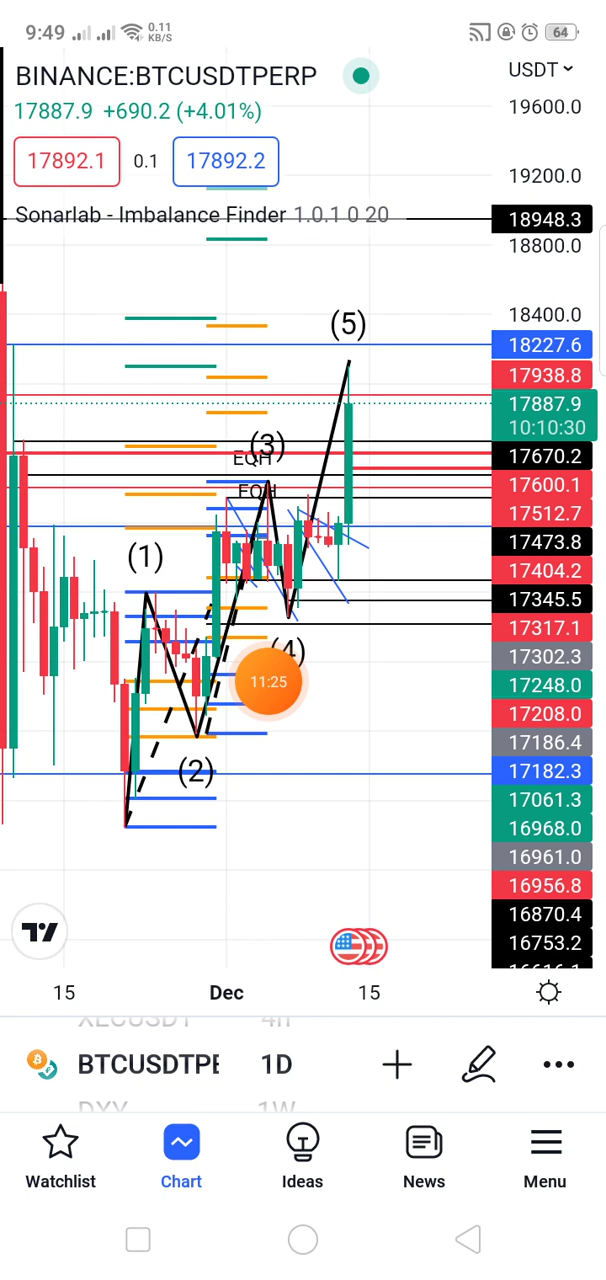 9:49 0.11 KB/S 64
BINANCE:BTCUSDTPERP USDT
17887.9 +690.2 (+4.01%)
17892.1 0.1 17892.2
Sonarlab - Imbalance Finder 1.0.1 0 20
19600.0
19200.0
18948.3
18800.0
18400.0
18227.6
17938.8
17887.9
10:10:30
17670.2
17600.1
17512.7
17473.8
17404.2
17345.5
17317.1
17302.3
17248.0
17208.0
17186.4
17182.3
17061.3
16968.0
16961.0
16956.8
16870.4
16753.2
(5)
(3)
EQH
EQH
(1)
(4)
11:25
(2)
15 Dec 15
XECUSDT 4h
BTCUSDTPE 1D
DXY 1W
Watchlist Chart Ideas News Menu